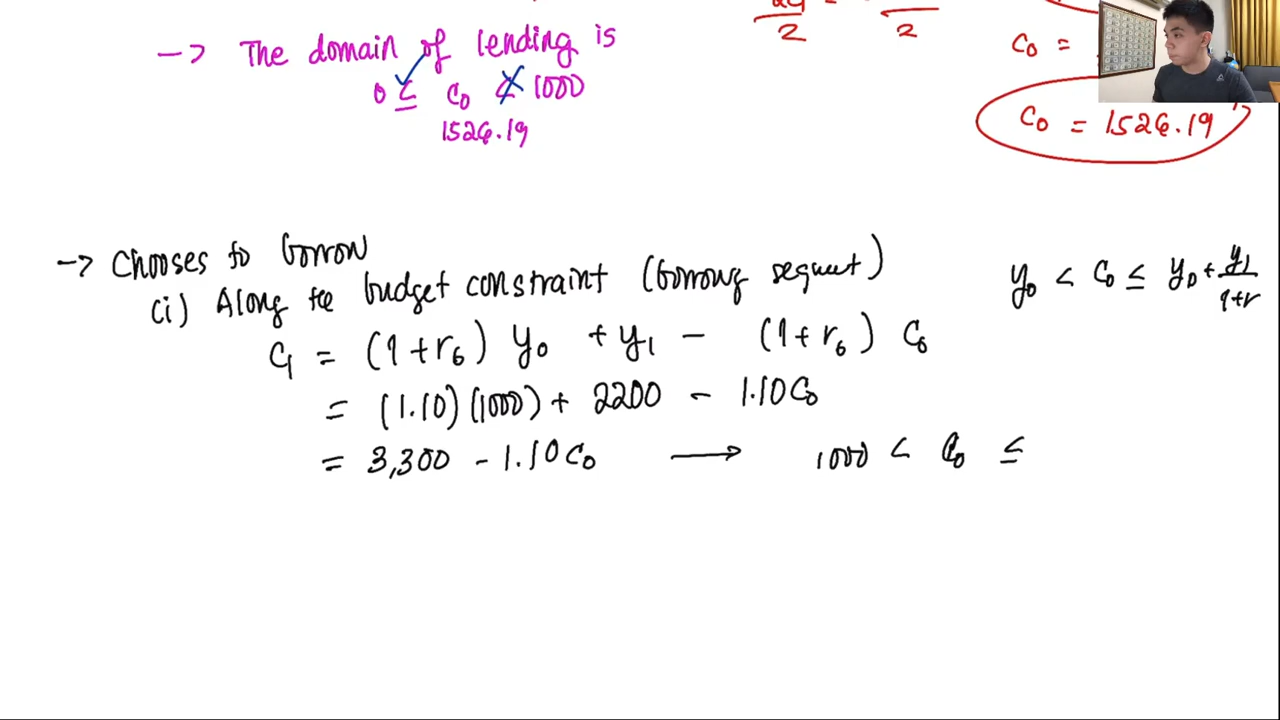 → The domain of lending is
0 ≤ C₀ < 1000
1526.19
2
2
C₀ =
C₀ = 1526.19
→ Chooses to borrow
(i) Along the budget constraint (borrowing segment)
y₀ < C₀ ≤ y₀ + y₁/(1+r)
C₁ = (1+r_b) y₀ + y₁ - (1+r_b) C₀
= (1.10)(1000) + 2200 - 1.10C₀
= 3,300 - 1.10C₀ → 1000 < C₀ ≤